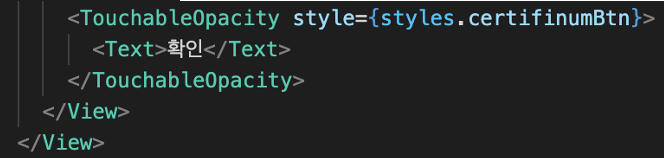 <TouchableOpacity style={styles.certifinumBtn}>
<Text>확인</Text>
</TouchableOpacity>
</View>
</View>